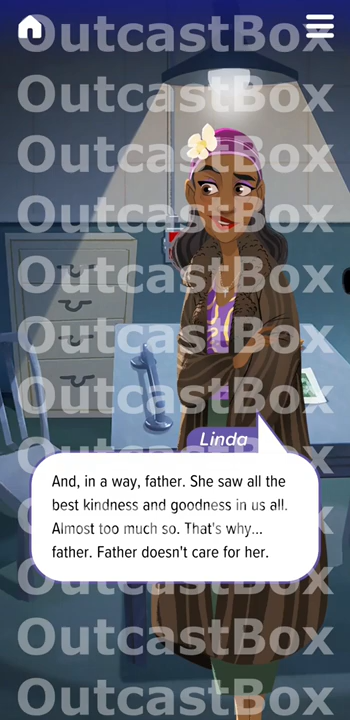 OutcastBox
OutcastBox
OutcastBox
OutcastBox
OutcastBox
OutcastBox
OutcastBox
Linda
OutcastBox
And, in a way, father. She saw all the
best kindness and goodness in us all.
Almost too much so. That's why...
father. Father doesn't care for her.
OutcastBox
OutcastBox
OutcastBox
OutcastBox